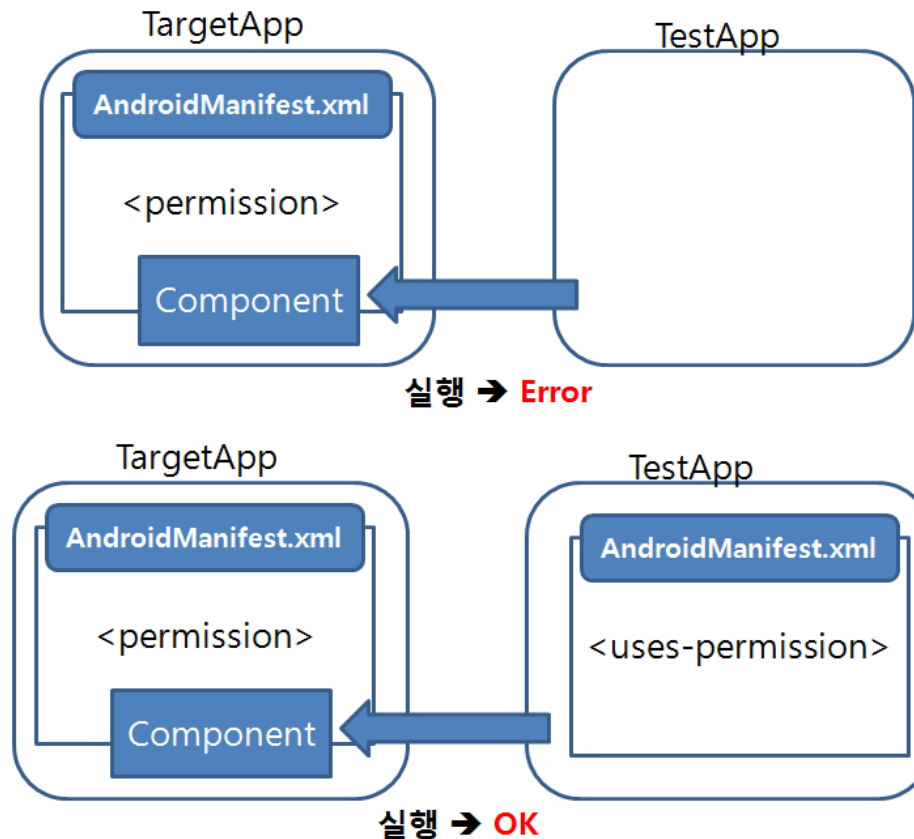 TargetApp
TestApp
AndroidManifest.xml
<permission>
Component
실행 ➔ Error
TargetApp
TestApp
AndroidManifest.xml
AndroidManifest.xml
<permission>
<uses-permission>
Component
실행 ➔ OK